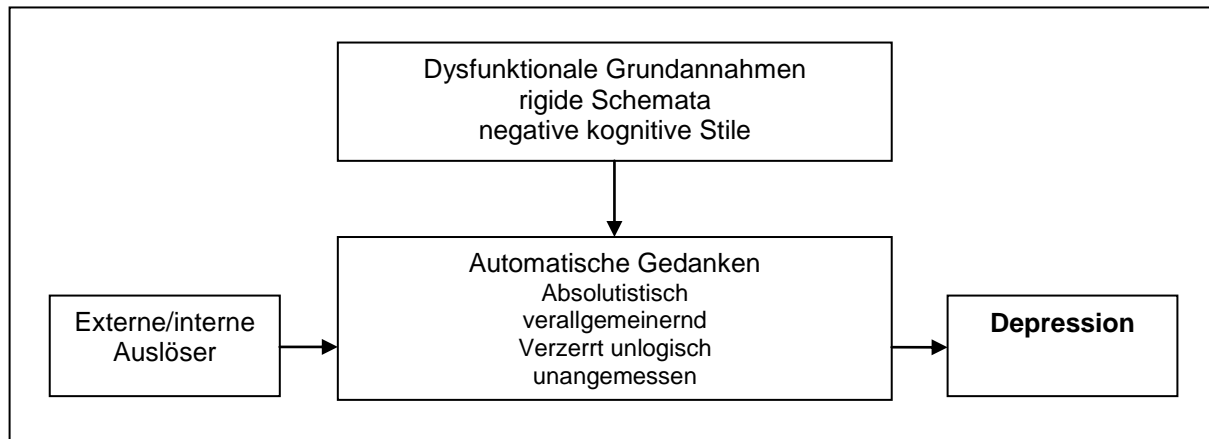 Dysfunktionale Grundannahmen
rigide Schemata
negative kognitive Stile
Automatische Gedanken
Absolutistisch
verallgemeinernd
Verzerrt unlogisch
unangemessen
Externe/interne
Auslöser
Depression